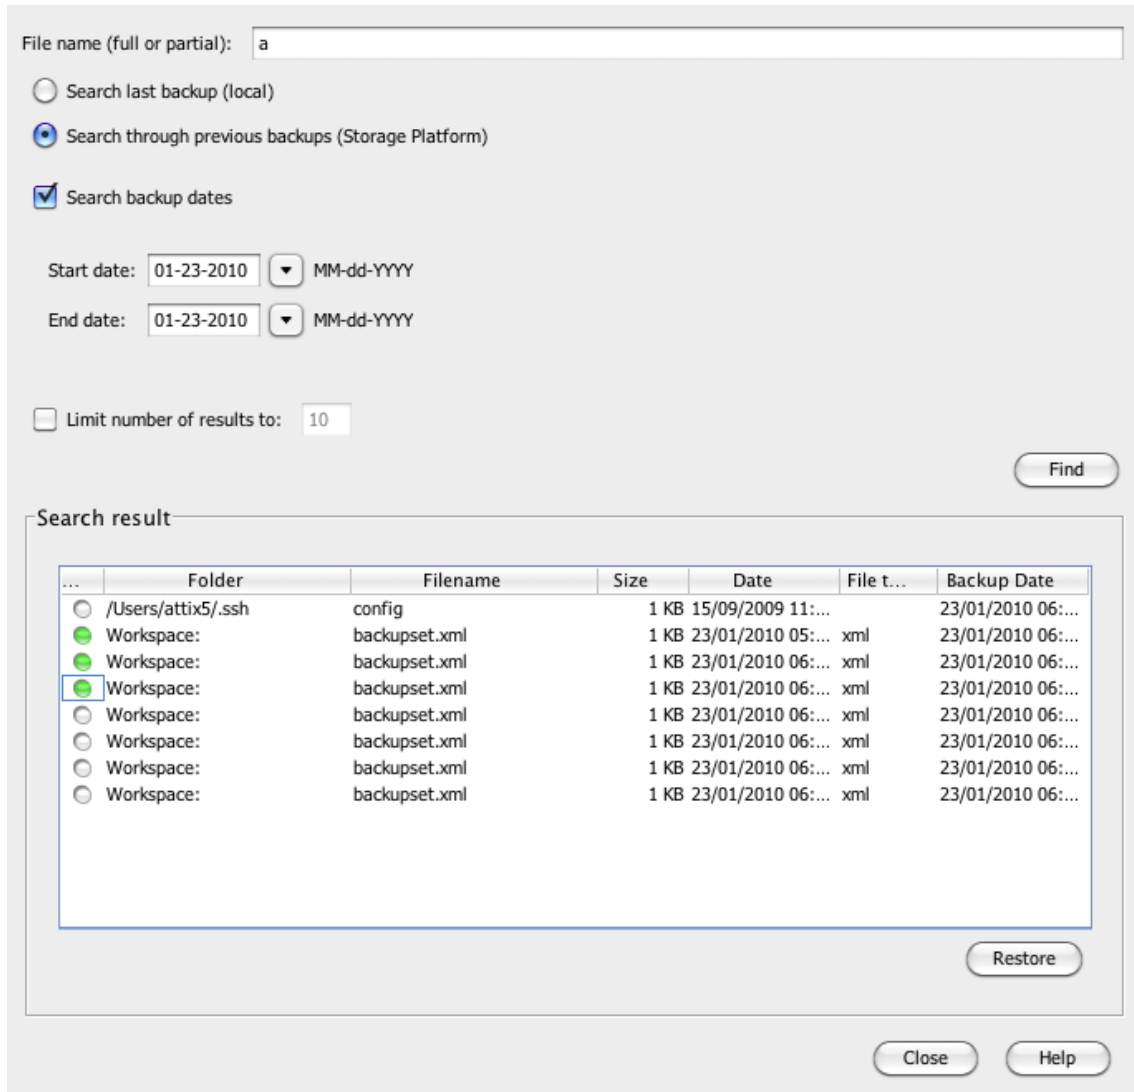 File name (full or partial): a
Search last backup (local)
Search through previous backups (Storage Platform)
Search backup dates
Start date: 01-23-2010 MM-dd-YYYY
End date: 01-23-2010 MM-dd-YYYY
Limit number of results to: 10
Find
Search result
... Folder Filename Size Date File t... Backup Date
/Users/attix5/.ssh config 1 KB 15/09/2009 11:... 23/01/2010 06:...
Workspace: backupset.xml 1 KB 23/01/2010 05:... xml 23/01/2010 06:...
Workspace: backupset.xml 1 KB 23/01/2010 06:... xml 23/01/2010 06:...
Workspace: backupset.xml 1 KB 23/01/2010 06:... xml 23/01/2010 06:...
Workspace: backupset.xml 1 KB 23/01/2010 06:... xml 23/01/2010 06:...
Workspace: backupset.xml 1 KB 23/01/2010 06:... xml 23/01/2010 06:...
Workspace: backupset.xml 1 KB 23/01/2010 06:... xml 23/01/2010 06:...
Workspace: backupset.xml 1 KB 23/01/2010 06:... xml 23/01/2010 06:...
Restore
Close Help